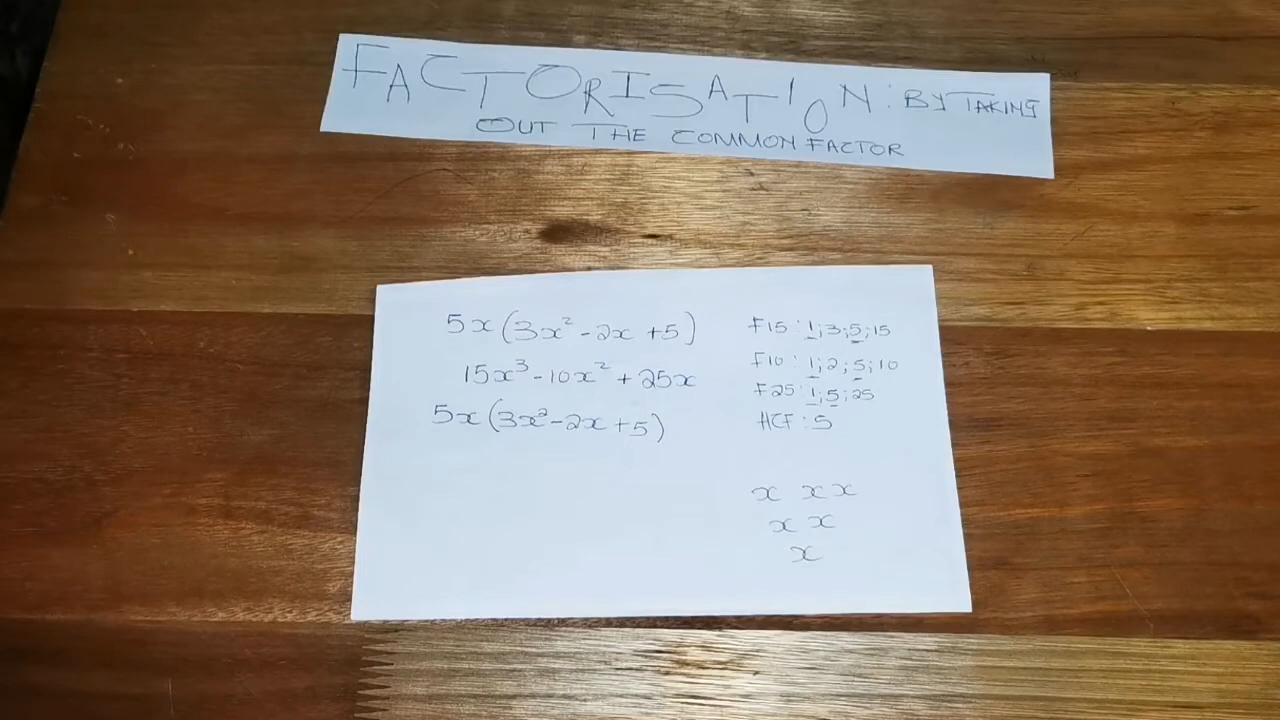 FACTORISATION: BY TAKING
OUT THE COMMON FACTOR
5x(3x²-2x+5)
15x³-10x²+25x
5x(3x²-2x+5)
F15:1;3;5;15
F10:1;2;5;10
F25:1;5;25
HCF:5
x x x
x x
x